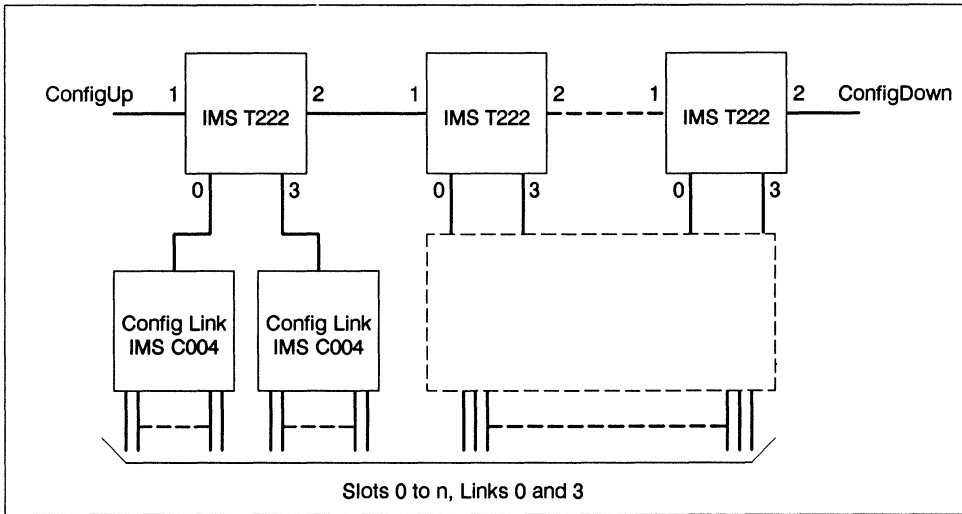 ConfigUp 1 IMS T222 2 1 IMS T222 2 1 IMS T222 2 ConfigDown
0 3 0 3 0 3
Config Link
IMS C004
Config Link
IMS C004
Slots 0 to n, Links 0 and 3